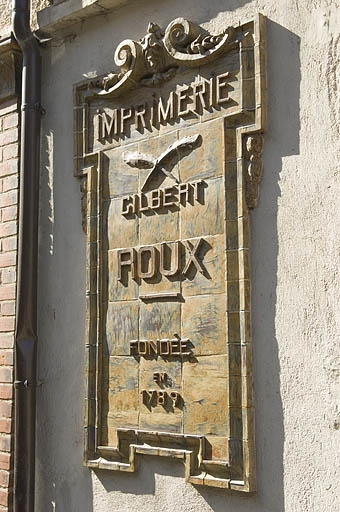 IMPRIMERIE
GILBERT
ROUX
FONDÉE
EN
1789